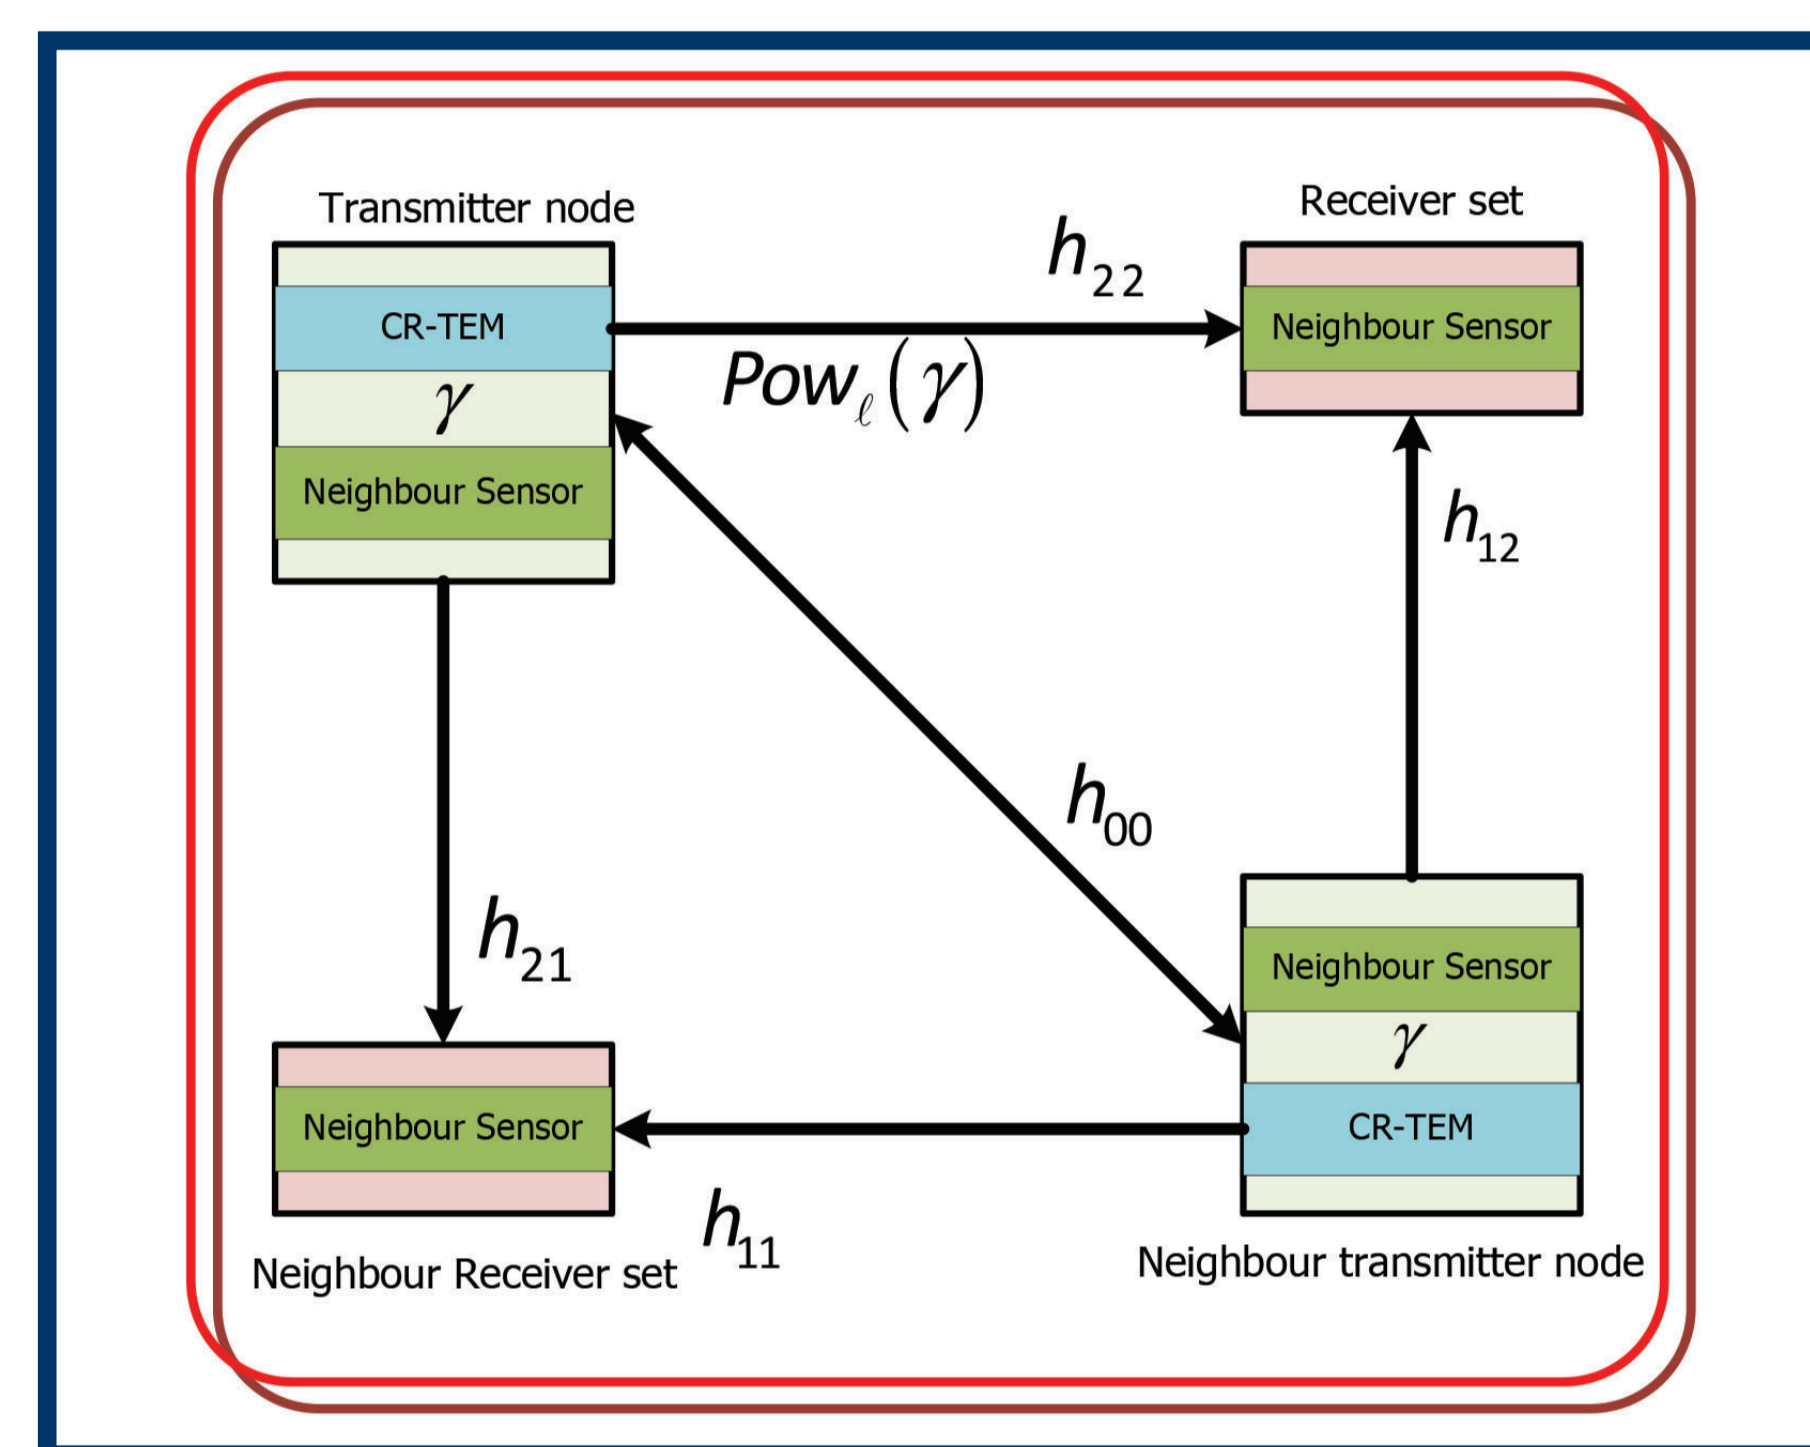 Transmitter node
Receiver set
h₂₂
CR-TEM
Neighbour Sensor
Pow_ℓ(γ)
γ
Neighbour Sensor
h₁₂
h₀₀
h₂₁
Neighbour Sensor
γ
Neighbour Sensor
CR-TEM
h₁₁
Neighbour Receiver set
Neighbour transmitter node